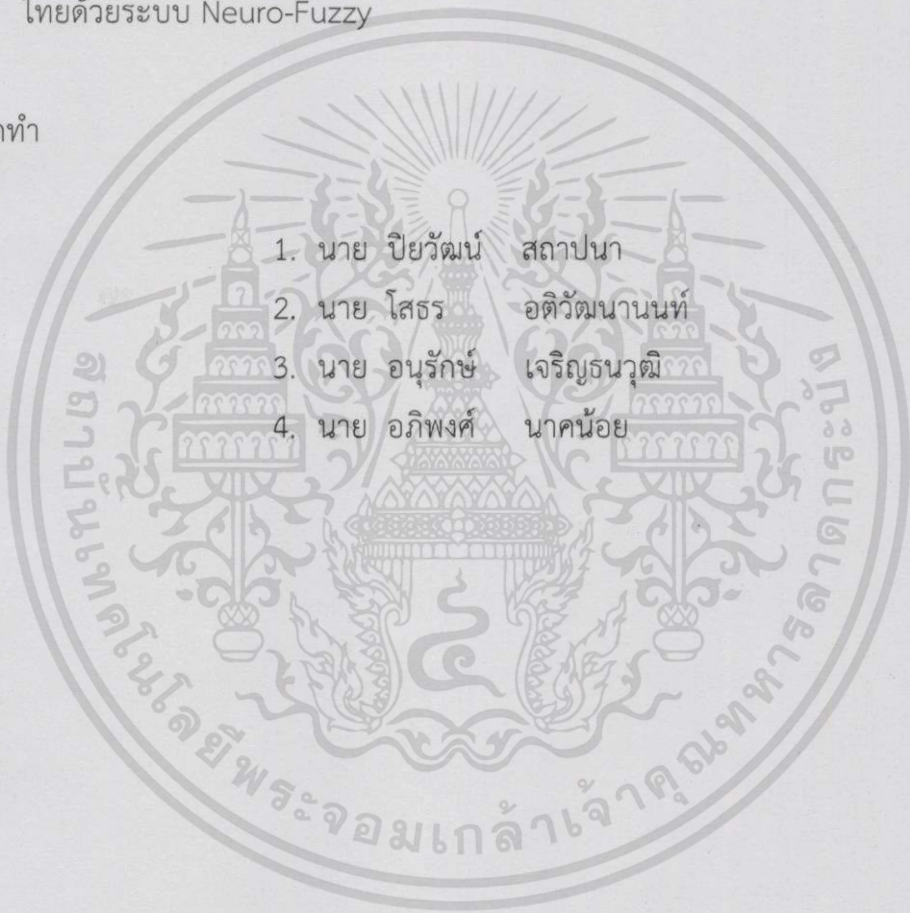 ไทยด้วยระบบ Neuro-Fuzzy
ทำ
1. นาย ปิยวัฒน์ สถาปนา
2. นาย โสธร อติวัฒนานนท์
3. นาย อนุรักษ์ เจริญธนวุฒิ
4. นาย อภิพงศ์ นาคน้อย
สถาบันเทคโนโลยีพระจอมเกล้าเจ้าคุณทหารลาดกระบัง